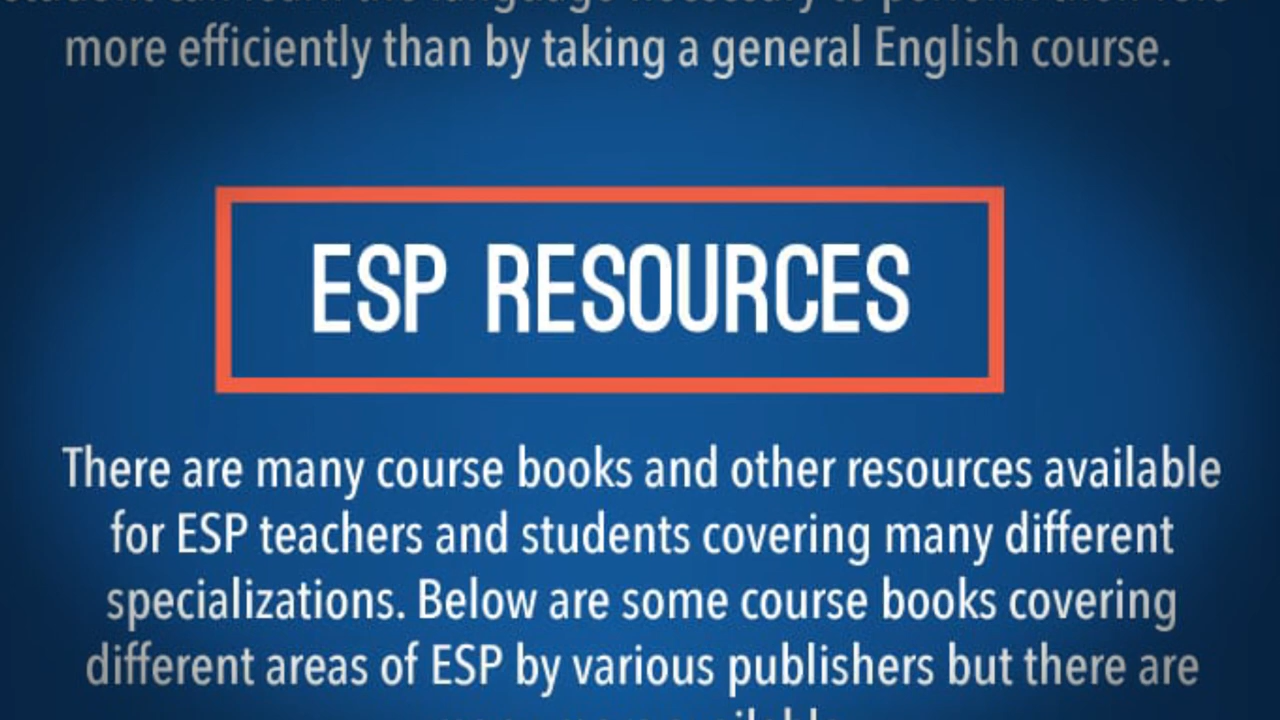 more efficiently than by taking a general English course.
ESP RESOURCES
There are many course books and other resources available
for ESP teachers and students covering many different
specializations. Below are some course books covering
different areas of ESP by various publishers but there are